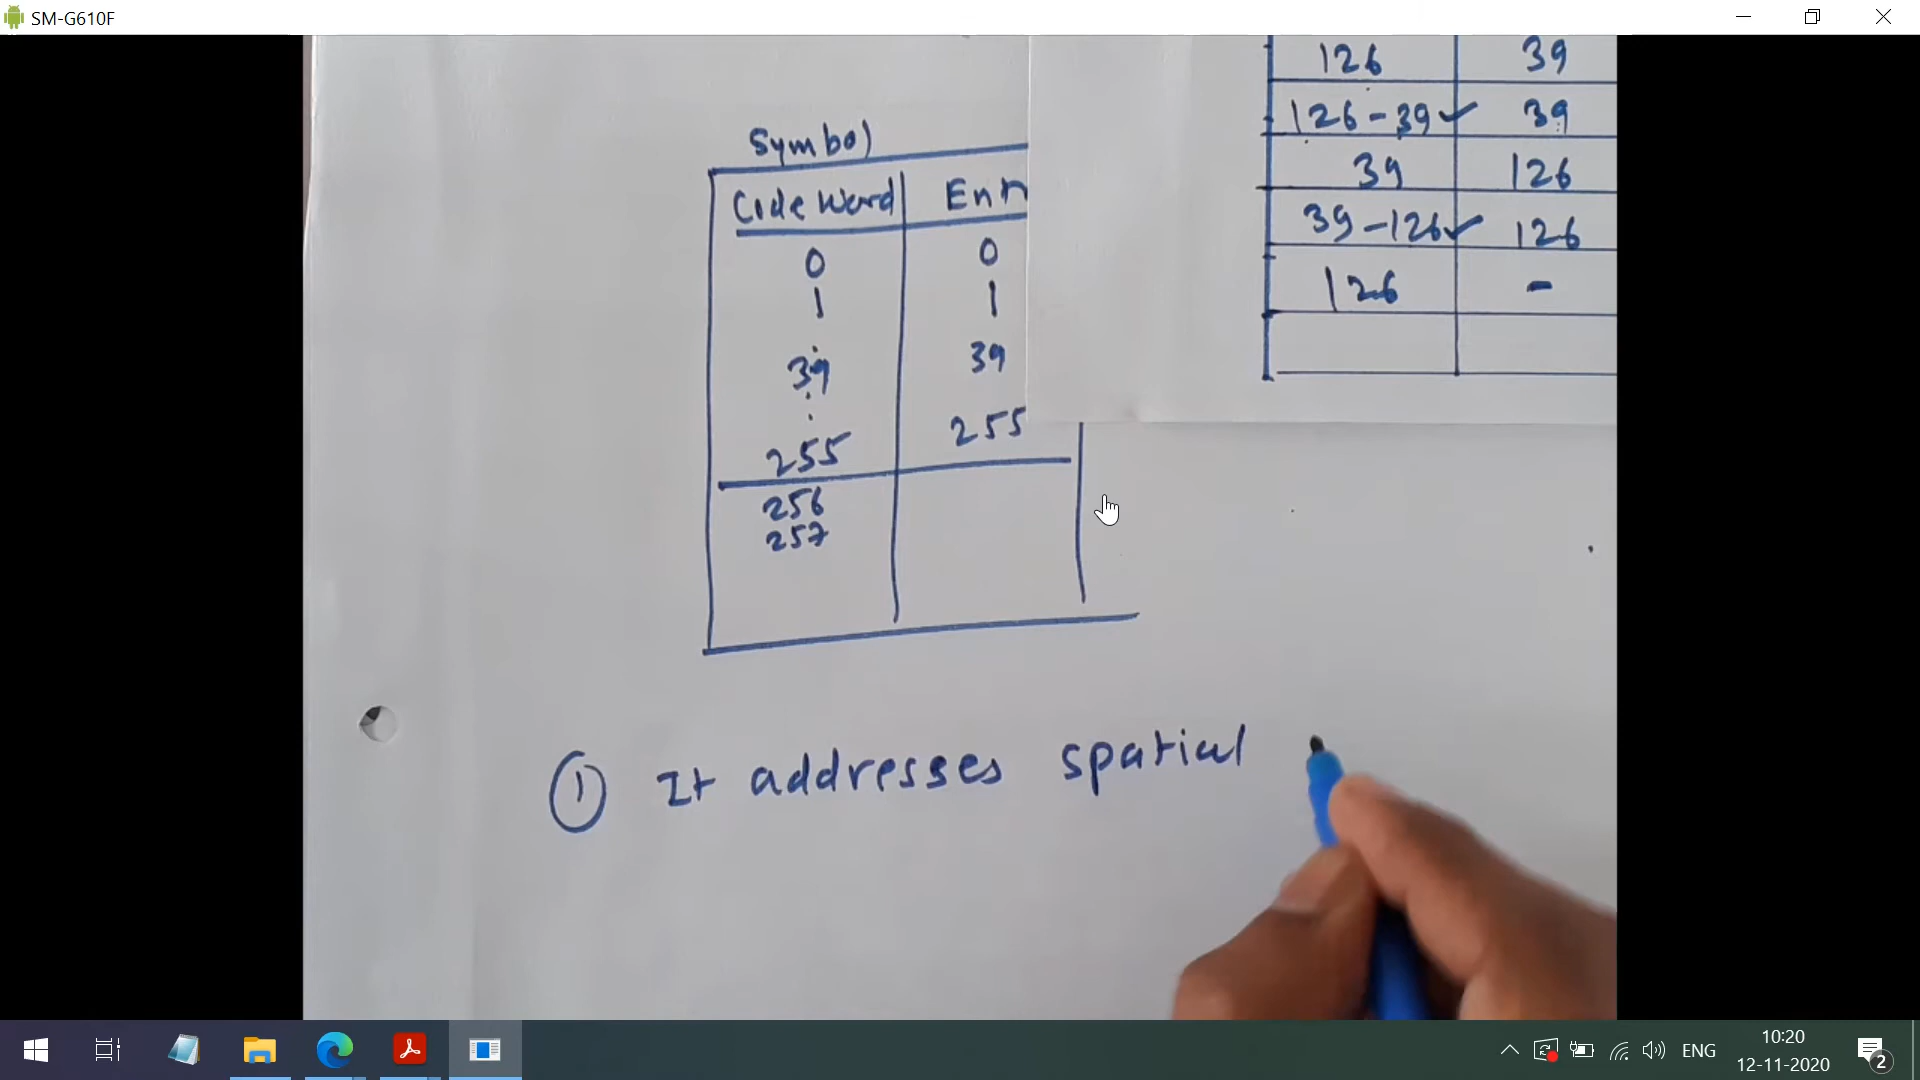 SM-G610F
126 39
126-39✓ 39
39 126
39-126✓ 126
126 -
Symbol
Code Word Ent
0 0
1 1
39 39
255 255
256
257
① It addresses spatial
ENG
10:20
12-11-2020
2